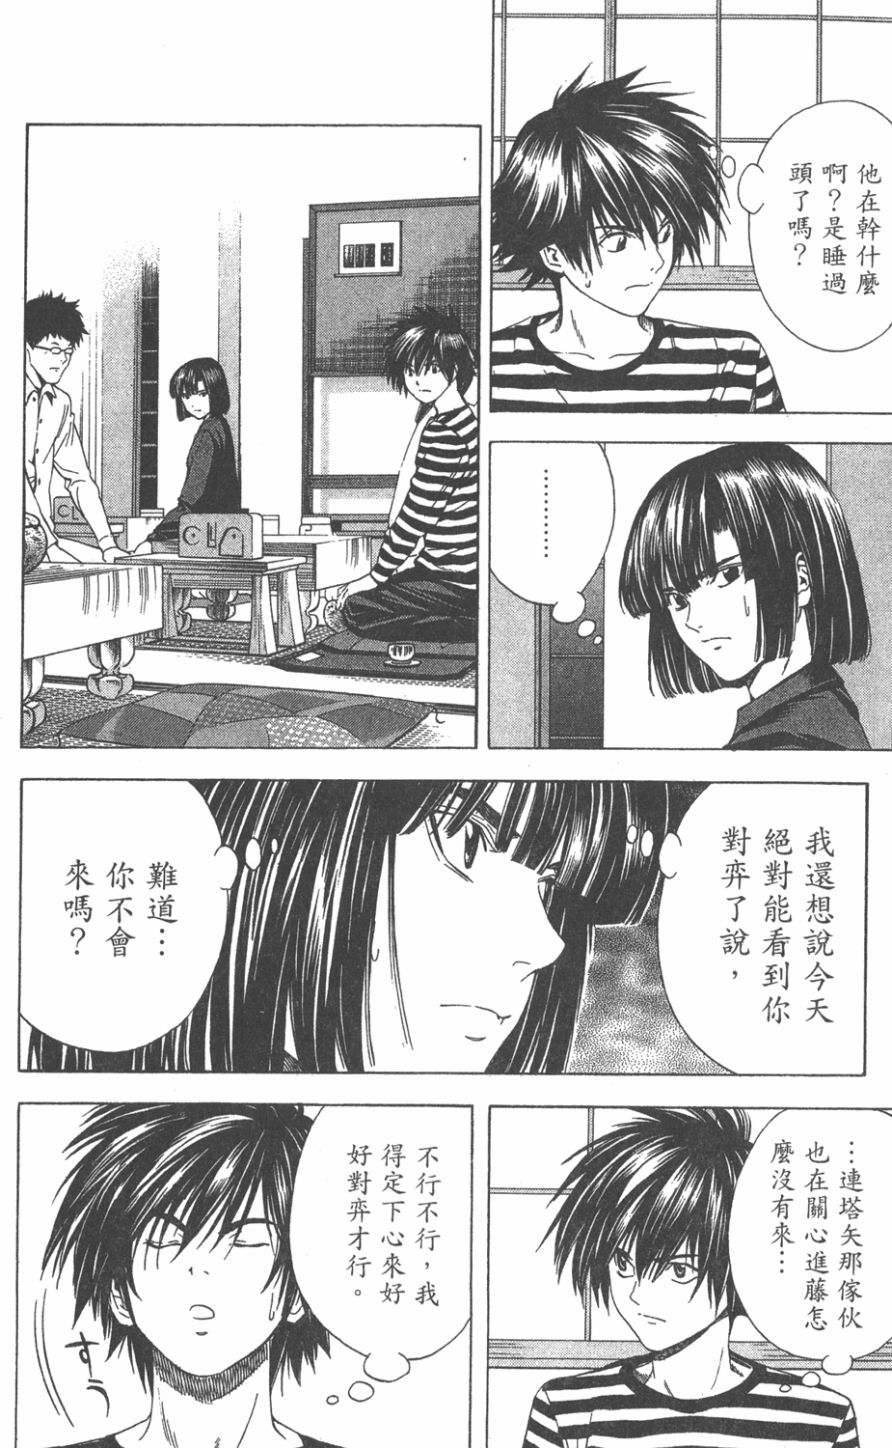 他在幹什麼
啊？是睡過
頭了嗎？
………
我還想說今天
絕對能看到你
對弈了說，
難道…
你不會
來嗎？
…連塔矢那傢伙
也在關心進藤怎
麼沒有來…
不行不行，我
得定下心來好
好對弈才行。
すう